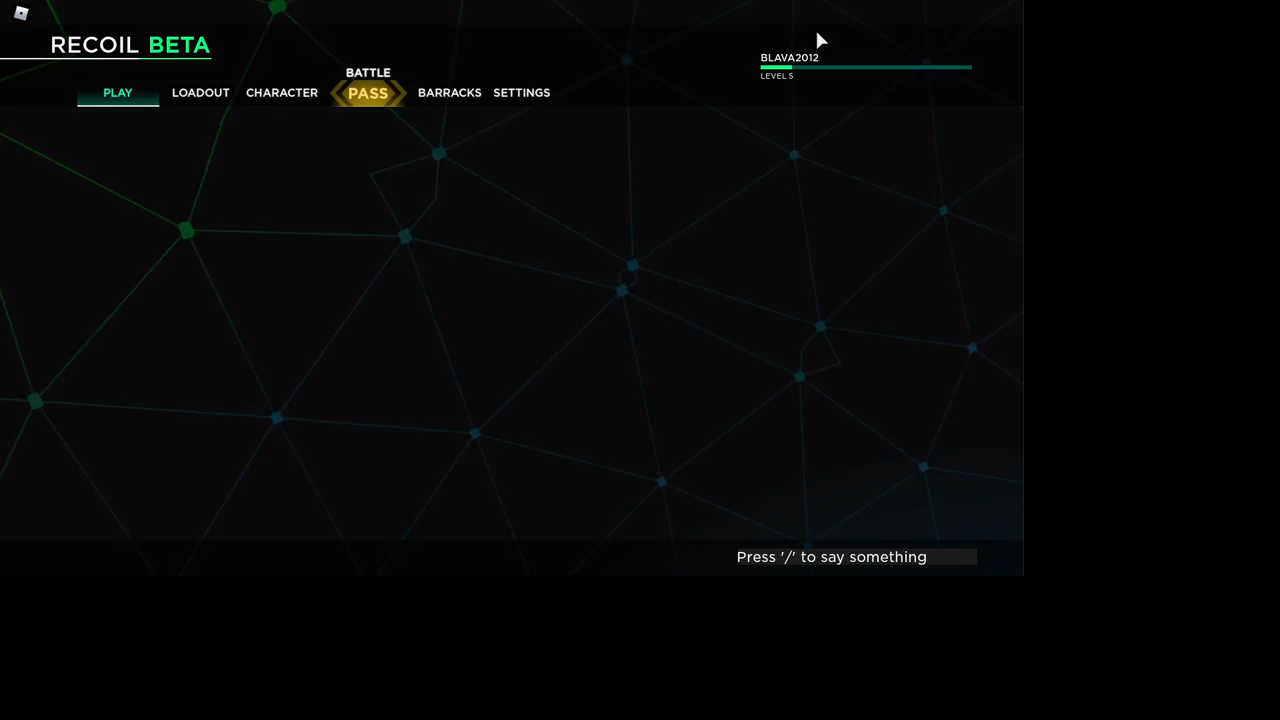 RECOIL BETA
BLAVA2012
LEVEL 5
PLAY LOADOUT CHARACTER BATTLE PASS BARRACKS SETTINGS
Press '/' to say something